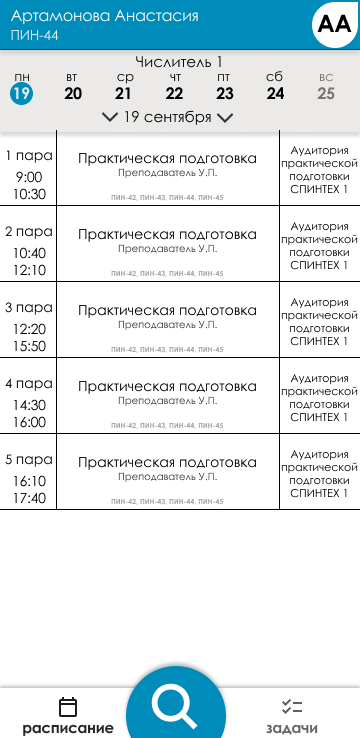 Артамонова Анастасия
ПИН-44
АА
Числитель 1
пн вт ср чт пт сб вс
19 20 21 22 23 24 25
19 сентября
1 пара
9:00
10:30
Практическая подготовка
Преподаватель У.П.
ПИН-42, ПИН-43, ПИН-44, ПИН-45
Аудитория
практической
подготовки
СПИНТЕХ 1
2 пара
10:40
12:10
Практическая подготовка
Преподаватель У.П.
ПИН-42, ПИН-43, ПИН-44, ПИН-45
Аудитория
практической
подготовки
СПИНТЕХ 1
3 пара
12:20
15:50
Практическая подготовка
Преподаватель У.П.
ПИН-42, ПИН-43, ПИН-44, ПИН-45
Аудитория
практической
подготовки
СПИНТЕХ 1
4 пара
14:30
16:00
Практическая подготовка
Преподаватель У.П.
ПИН-42, ПИН-43, ПИН-44, ПИН-45
Аудитория
практической
подготовки
СПИНТЕХ 1
5 пара
16:10
17:40
Практическая подготовка
Преподаватель У.П.
ПИН-42, ПИН-43, ПИН-44, ПИН-45
Аудитория
практической
подготовки
СПИНТЕХ 1
расписание
задачи